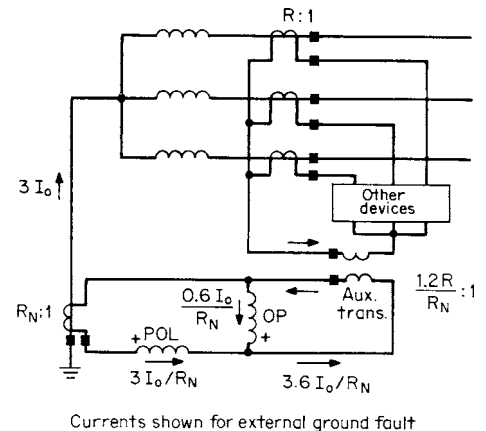 R:1
3 I₀
Other
devices
R_N:1
0.6 I₀
R_N
OP
+
Aux.
trans.
1.2R
R_N
:1
+POL
3 I₀/R_N
3.6 I₀/R_N
Currents shown for external ground fault